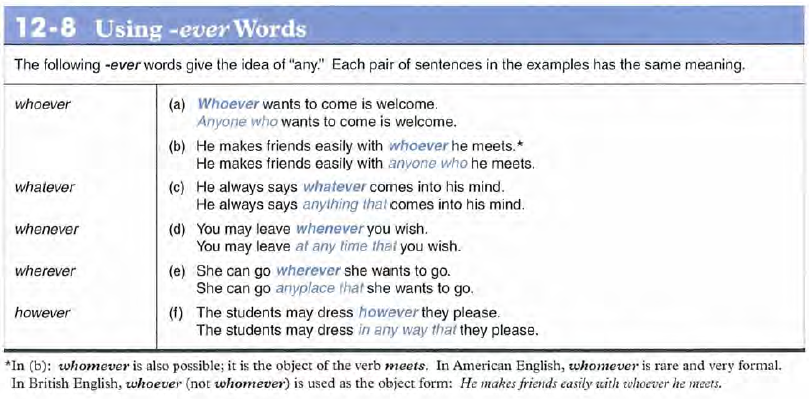 12-8 Using -ever Words
The following -ever words give the idea of "any." Each pair of sentences in the examples has the same meaning.
whoever
(a) Whoever wants to come is welcome.
Anyone who wants to come is welcome.
(b) He makes friends easily with whoever he meets.*
He makes friends easily with anyone who he meets.
whatever
(c) He always says whatever comes into his mind.
He always says anything that comes into his mind.
whenever
(d) You may leave whenever you wish.
You may leave at any time that you wish.
wherever
(e) She can go wherever she wants to go.
She can go anyplace that she wants to go.
however
(f) The students may dress however they please.
The students may dress in any way that they please.
*In (b): whomever is also possible; it is the object of the verb meets. In American English, whomever is rare and very formal.
In British English, whoever (not whomever) is used as the object form: He makes friends easily with whoever he meets.